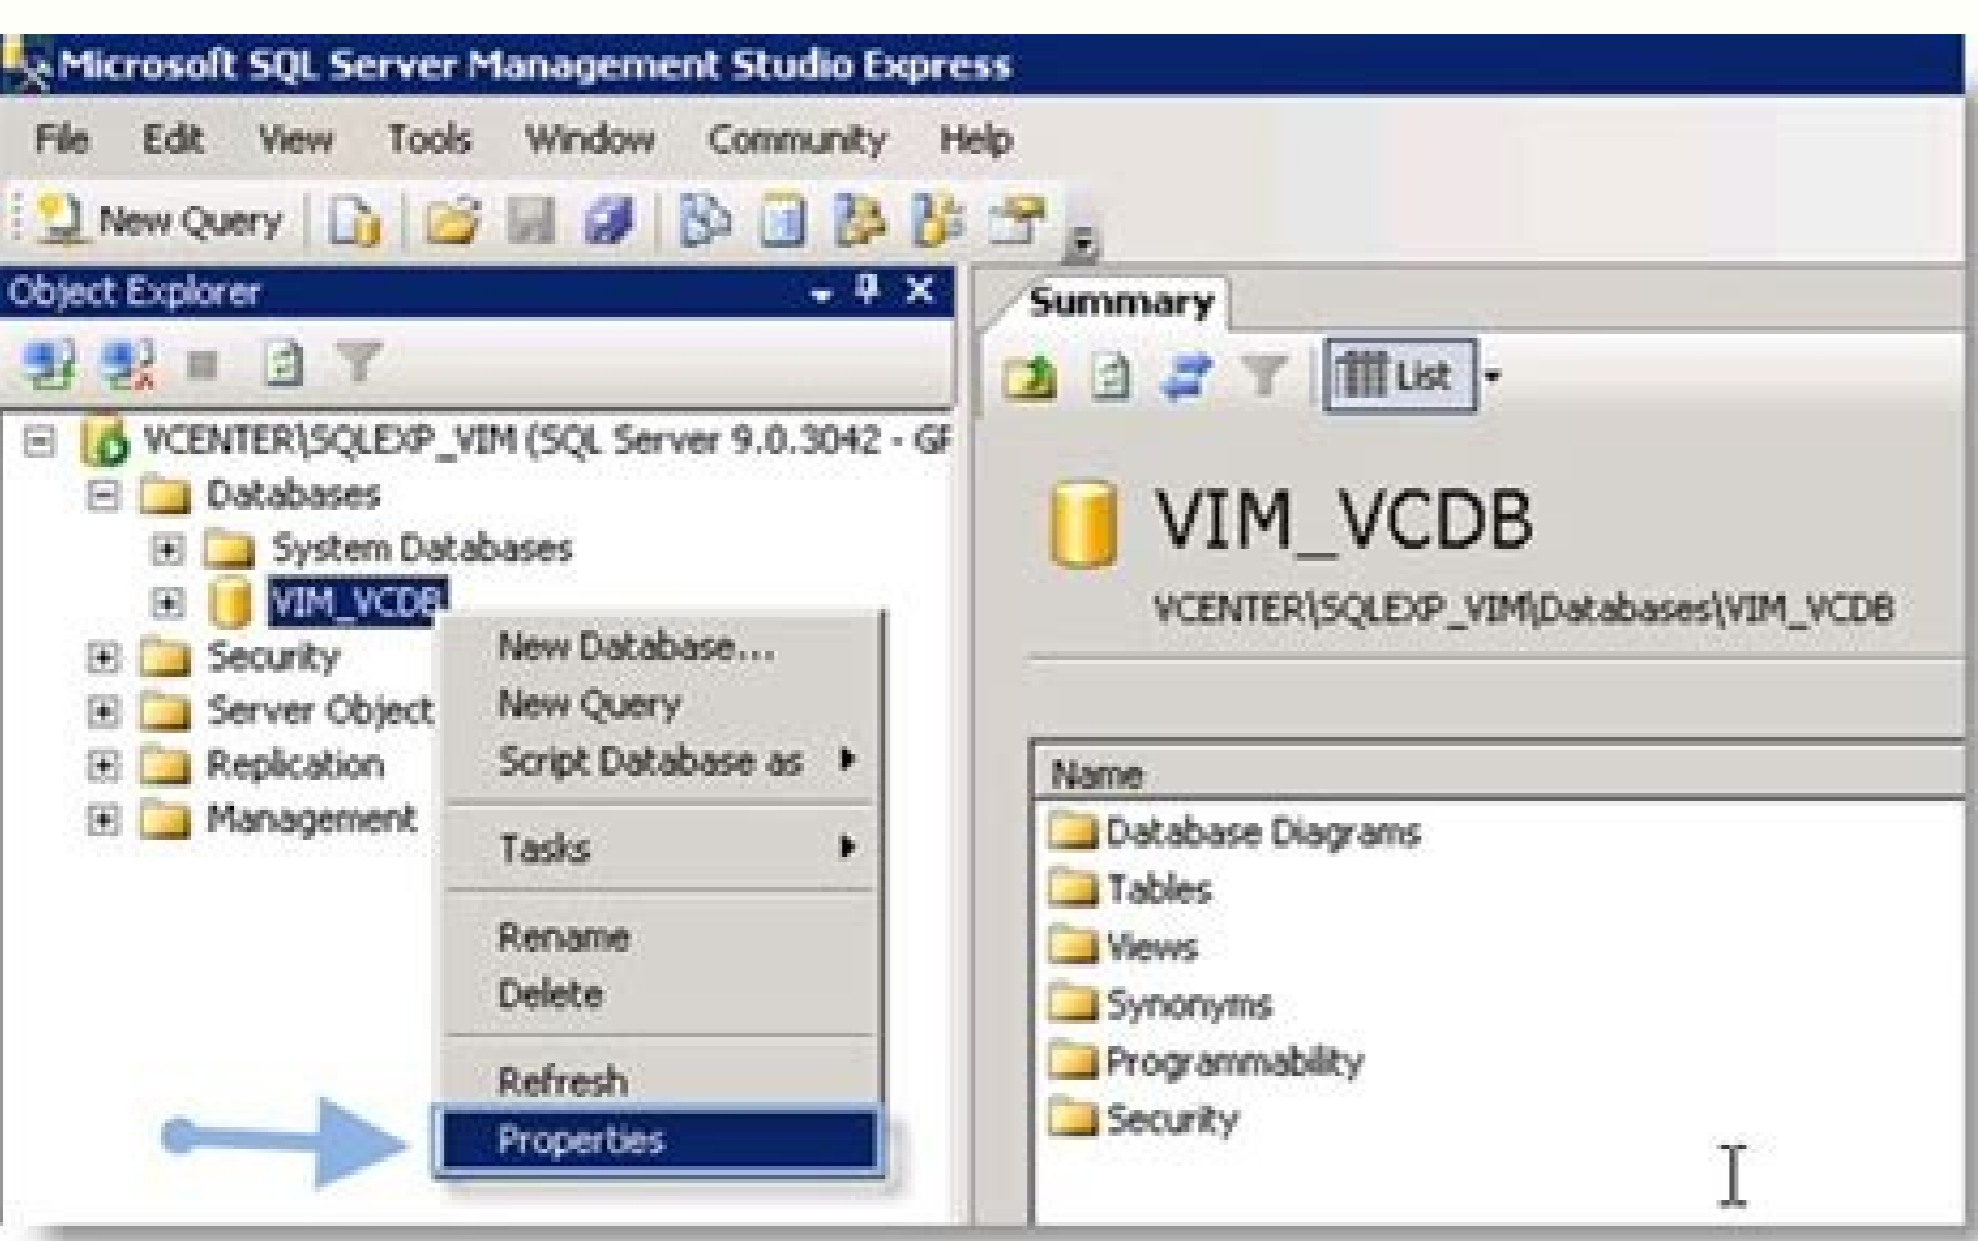 Microsoft SQL Server Management Studio Express
File Edit View Tools Window Community Help
New Query
Object Explorer
VCENTER\SQLEXP_VIM (SQL Server 9.0.3042 -
Databases
System Databases
VIM_VCDB
Security
Server Object
Replication
Management
New Database...
New Query
Script Database as
Tasks
Rename
Delete
Refresh
Properties
Summary
List
VIM_VCDB
VCENTER\SQLEXP_VIM\Databases\VIM_VCDB
Name
Database Diagrams
Tables
Views
Synonyms
Programmability
Security